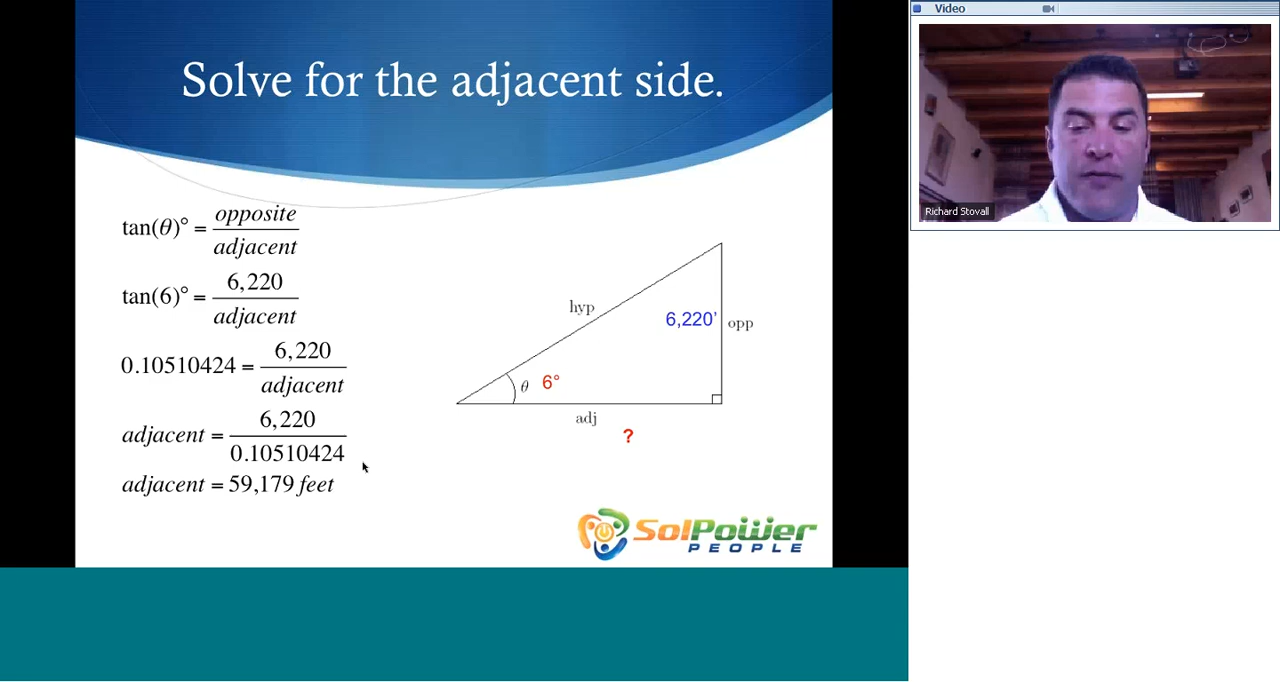 Solve for the adjacent side.
tan(θ)° = opposite / adjacent
tan(6)° = 6,220 / adjacent
0.10510424 = 6,220 / adjacent
adjacent = 6,220 / 0.10510424
adjacent = 59,179 feet
hyp
6,220’ opp
θ 6°
adj
?
SolPower
PEOPLE
Video
Richard Stovall